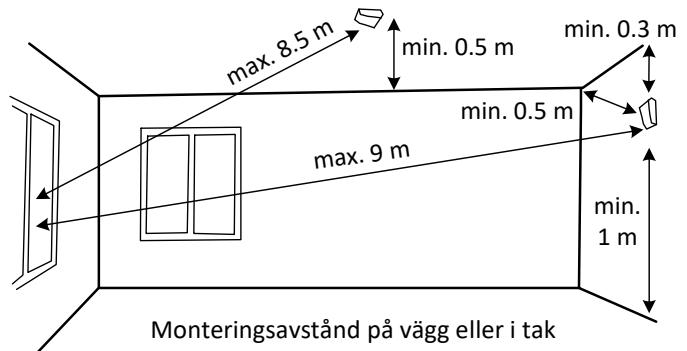 max. 8.5 m
min. 0.5 m
min. 0.3 m
min. 0.5 m
max. 9 m
min.
1 m
Monteringsavstånd på vägg eller i tak